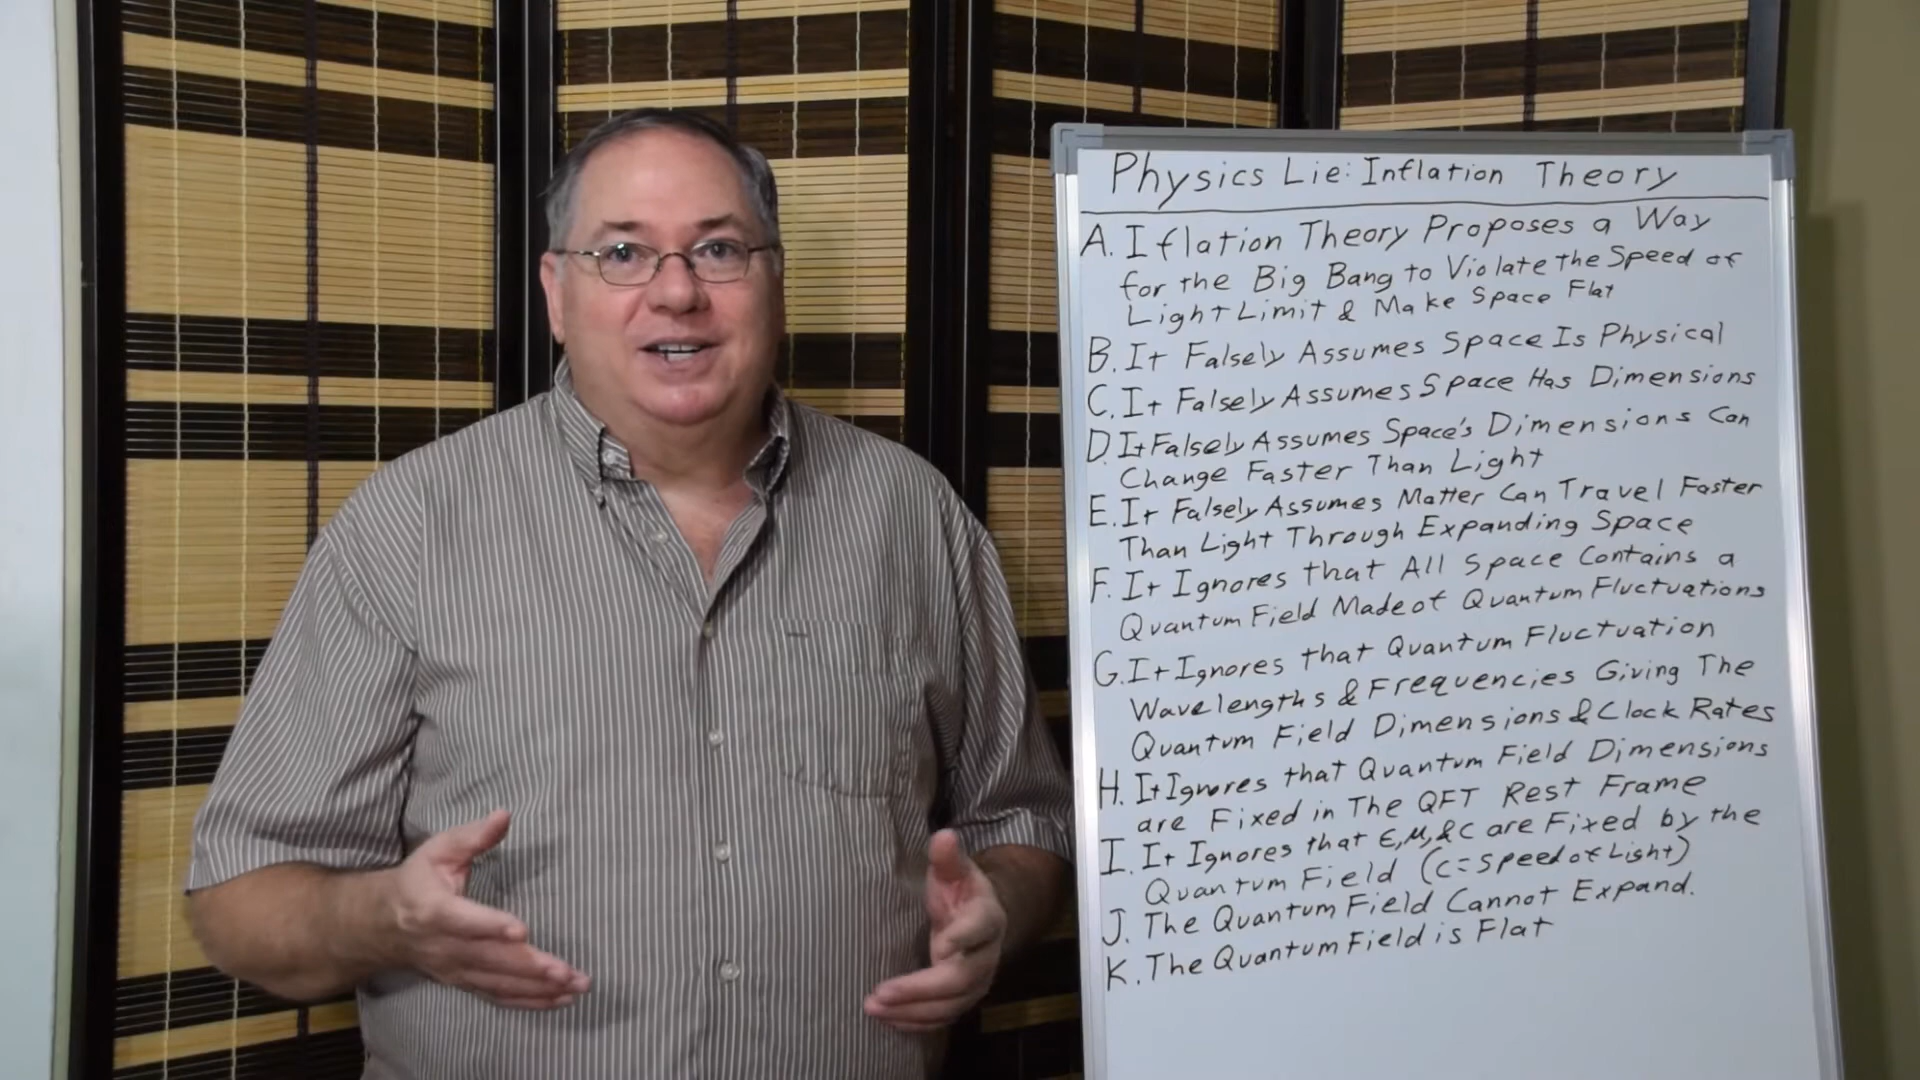 Physics Lie: Inflation Theory
A. Iflation Theory Proposes a Way
for the Big Bang to Violate the Speed of
Light Limit & Make Space Flat
B. It Falsely Assumes Space Is Physical
C. It Falsely Assumes Space Has Dimensions
D. It Falsely Assumes Space's Dimensions Can
Change Faster Than Light
E. It Falsely Assumes Matter Can Travel Faster
Than Light Through Expanding Space
F. It Ignores that All Space Contains a
Quantum Field Made of Quantum Fluctuations
G. It Ignores that Quantum Fluctuation
Wavelengths & Frequencies Giving The
Quantum Field Dimensions & Clock Rates
H. It Ignores that Quantum Field Dimensions
are Fixed in The QFT Rest Frame
I. It Ignores that ε, μ, & c are Fixed by the
Quantum Field (c = speed of Light)
J. The Quantum Field Cannot Expand.
K. The Quantum Field is Flat